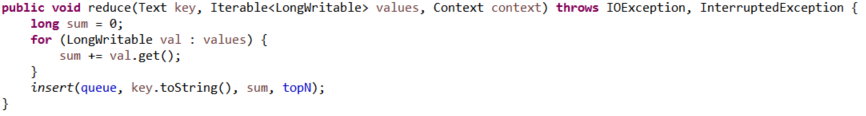 public void reduce(Text key, Iterable<LongWritable> values, Context context) throws IOException, InterruptedException {
    long sum = 0;
    for (LongWritable val : values) {
        sum += val.get();
    }
    insert(queue, key.toString(), sum, topN);
}